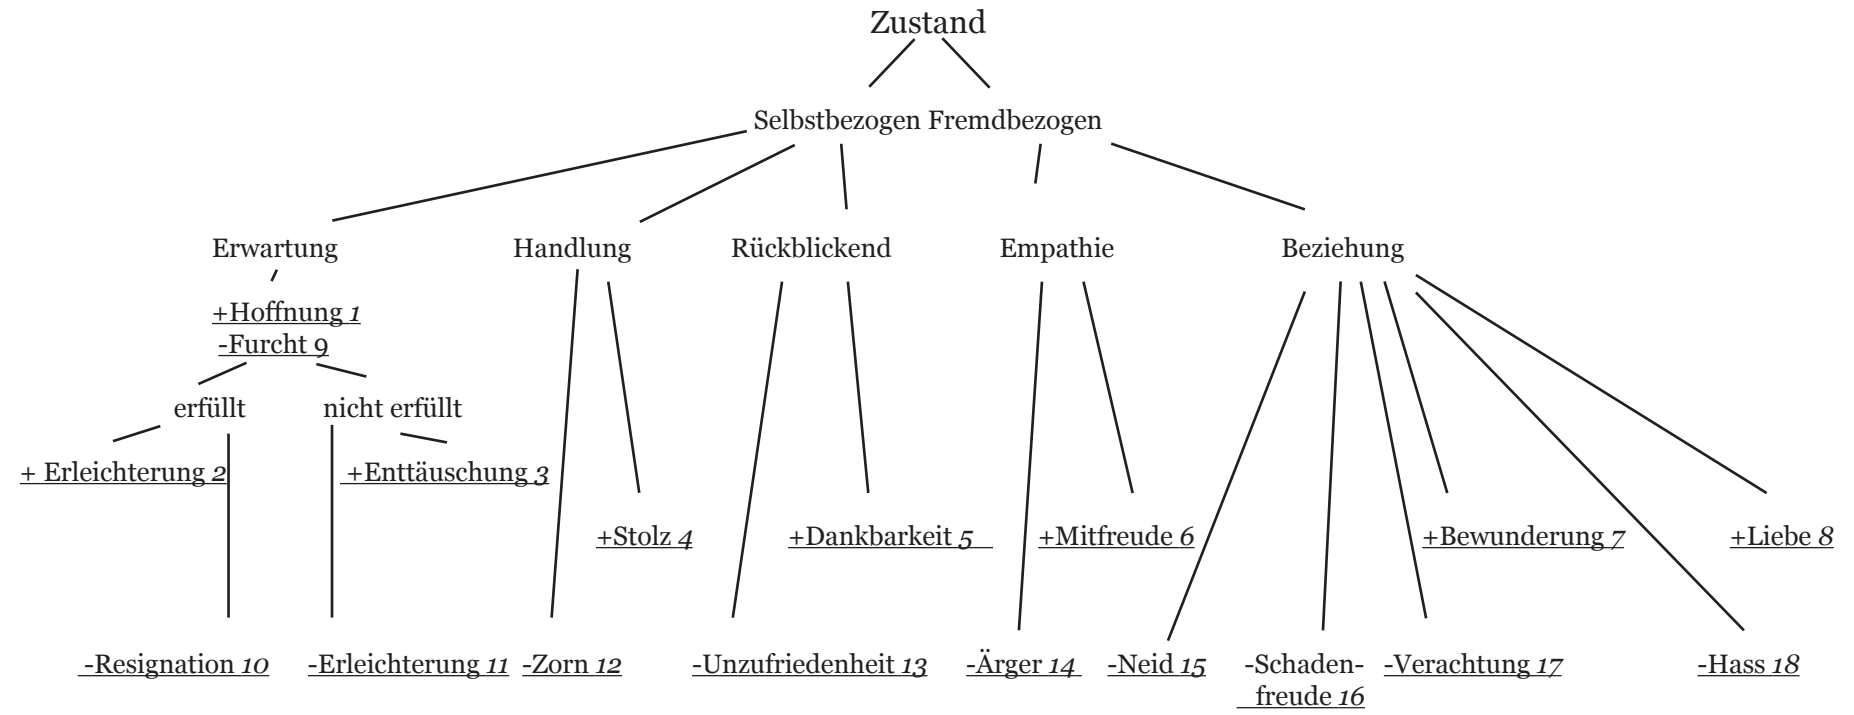 Zustand
Selbstbezogen Fremdbezogen
Erwartung Handlung Rückblickend Empathie Beziehung
+Hoffnung 1
-Furcht 9
erfüllt nicht erfüllt
+ Erleichterung 2 +Enttäuschung 3
+Stolz 4 +Dankbarkeit 5 +Mitfreude 6 +Bewunderung 7 +Liebe 8
-Resignation 10 -Erleichterung 11 -Zorn 12 -Unzufriedenheit 13 -Ärger 14 -Neid 15 -Schaden- -Verachtung 17 -Hass 18
freude 16